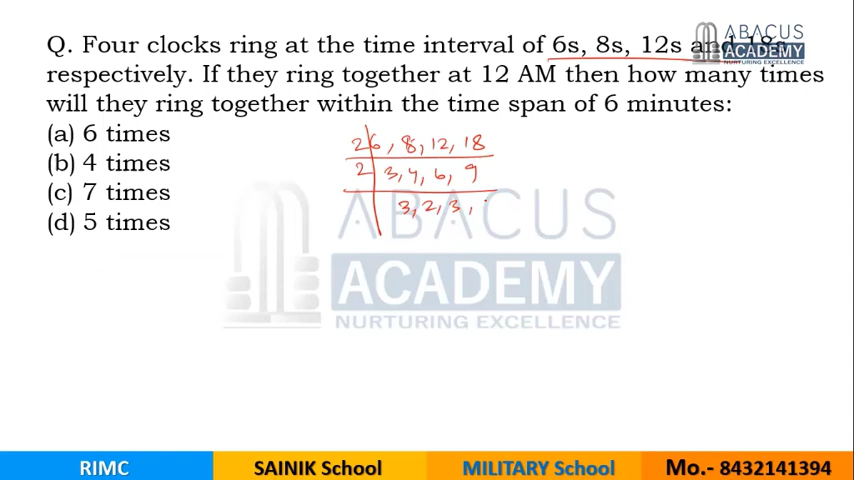 Q. Four clocks ring at the time interval of 6s, 8s, 12s and 18s
respectively. If they ring together at 12 AM then how many times
will they ring together within the time span of 6 minutes:
(a) 6 times
(b) 4 times
(c) 7 times
(d) 5 times
2 6, 8, 12, 18
2 3, 4, 6, 9
3, 2, 3,
ABACUS
ACADEMY
NURTURING EXCELLENCE
ABACUS
ACADEMY
NURTURING EXCELLENCE
RIMC
SAINIK School
MILITARY School
Mo.- 8432141394